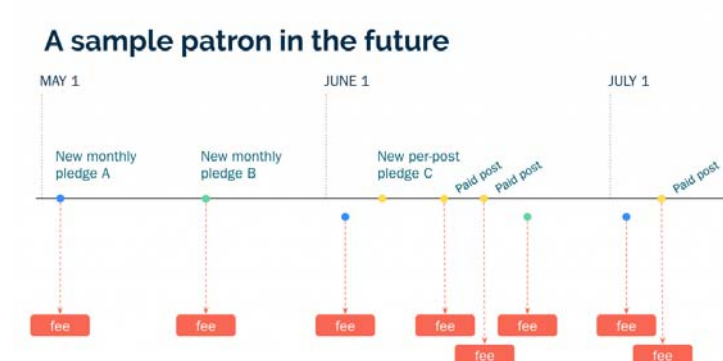 A sample patron in the future
MAY 1
JUNE 1
JULY 1
New monthly
pledge A
New monthly
pledge B
New per-post
pledge C
Paid post
Paid post
Paid post
fee
fee
fee
fee
fee
fee
fee
fee